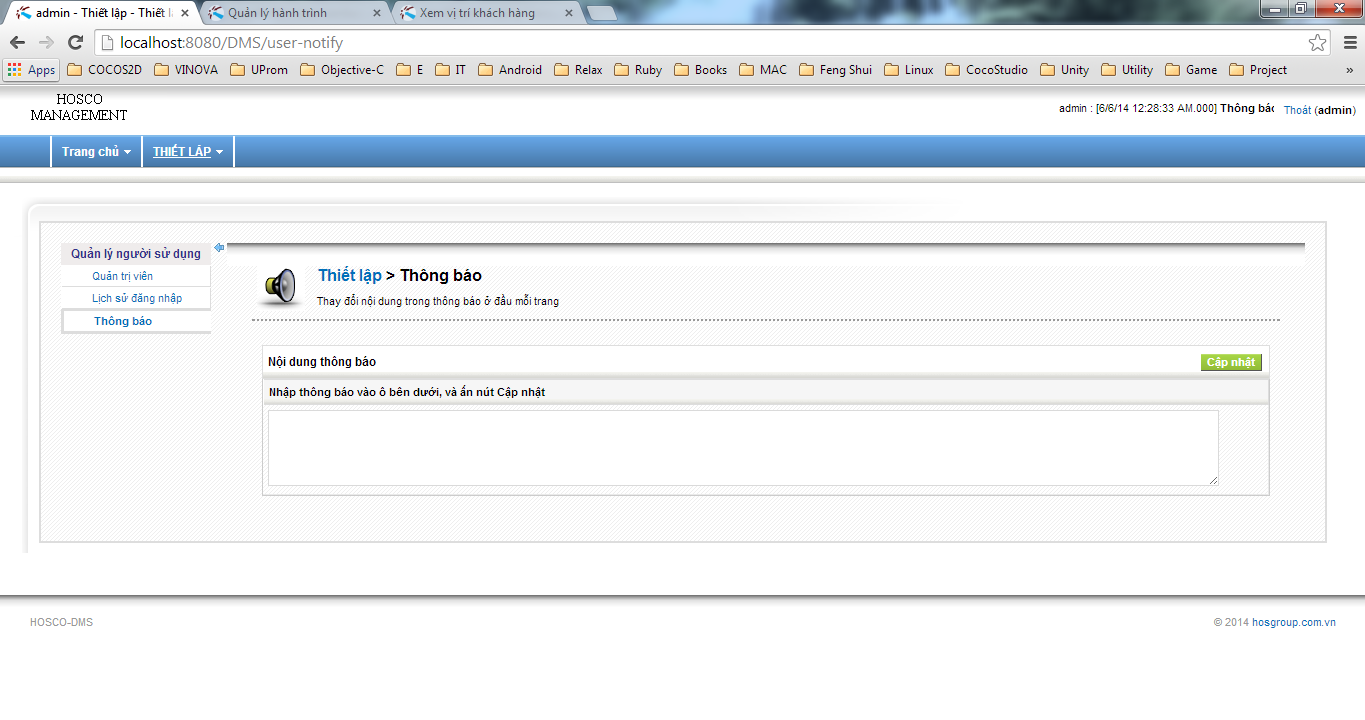 admin - Thiết lập - Thiết l
Quản lý hành trình
Xem vị trí khách hàng
localhost:8080/DMS/user-notify
Apps COCOS2D VINOVA UProm Objective-C E IT Android Relax Ruby Books MAC Feng Shui Linux CocoStudio Unity Utility Game Project »
HOSCO
MANAGEMENT
admin : [6/6/14 12:28:33 AM.000] Thông báo Thoát (admin)
Trang chủ THIẾT LẬP
Quản lý người sử dụng
Quản trị viên
Lịch sử đăng nhập
Thông báo
Thiết lập > Thông báo
Thay đổi nội dung trong thông báo ở đầu mỗi trang
Nội dung thông báo Cập nhật
Nhập thông báo vào ô bên dưới, và ấn nút Cập nhật
HOSCO-DMS © 2014 hosgroup.com.vn